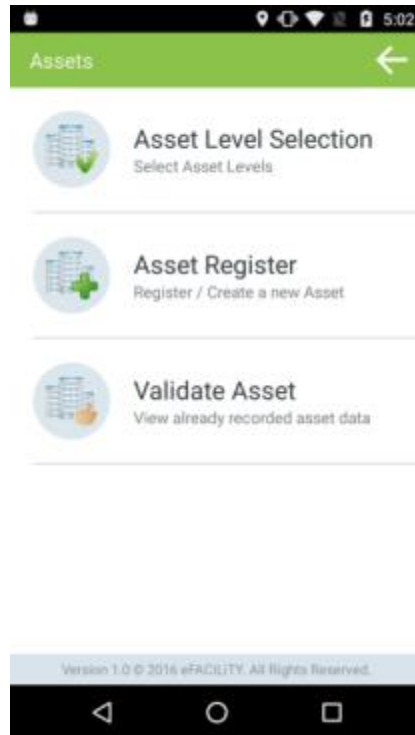 5:02
Assets
Asset Level Selection
Select Asset Levels
Asset Register
Register / Create a new Asset
Validate Asset
View already recorded asset data
Version 1.0 © 2016 eFACILITY. All Rights Reserved.